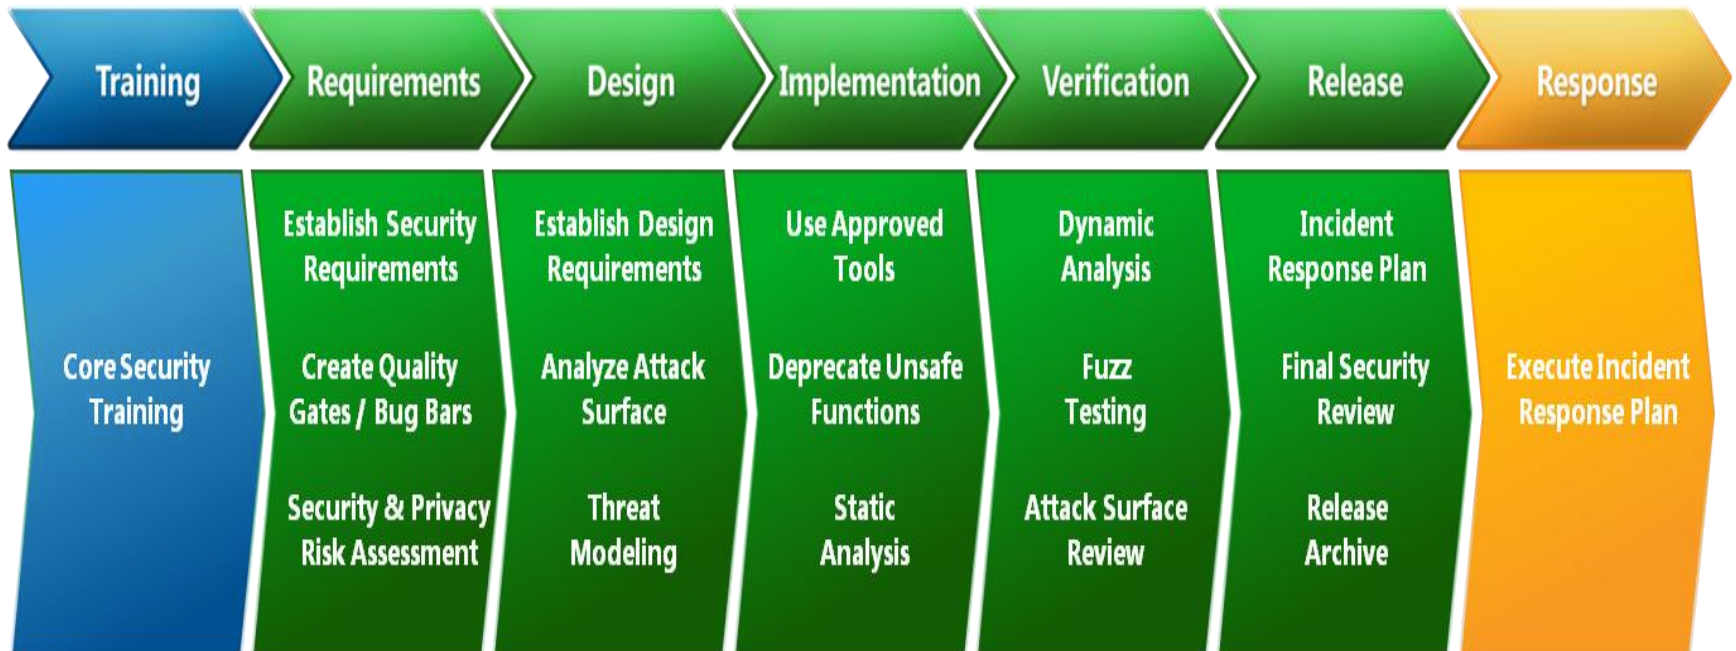 Training
Requirements
Design
Implementation
Verification
Release
Response
Core Security
Training
Establish Security
Requirements
Create Quality
Gates / Bug Bars
Security & Privacy
Risk Assessment
Establish Design
Requirements
Analyze Attack
Surface
Threat
Modeling
Use Approved
Tools
Deprecate Unsafe
Functions
Static
Analysis
Dynamic
Analysis
Fuzz
Testing
Attack Surface
Review
Incident
Response Plan
Final Security
Review
Release
Archive
Execute Incident
Response Plan